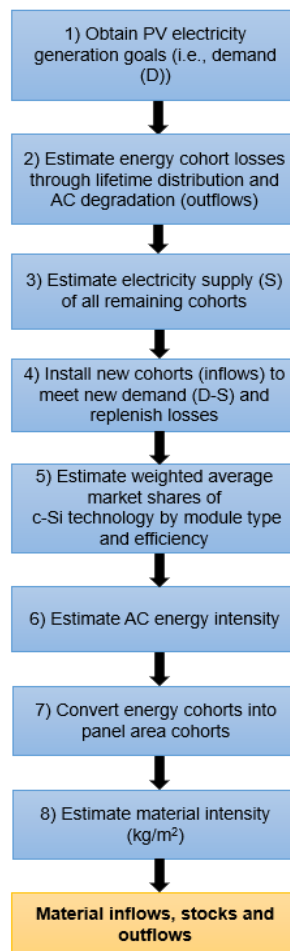 1) Obtain PV electricity
generation goals (i.e., demand
(D))
2) Estimate energy cohort losses
through lifetime distribution and
AC degradation (outflows)
3) Estimate electricity supply (S)
of all remaining cohorts
4) Install new cohorts (inflows) to
meet new demand (D-S) and
replenish losses
5) Estimate weighted average
market shares of
c-Si technology by module type
and efficiency
6) Estimate AC energy intensity
7) Convert energy cohorts into
panel area cohorts
8) Estimate material intensity
(kg/m²)
Material inflows, stocks and
outflows